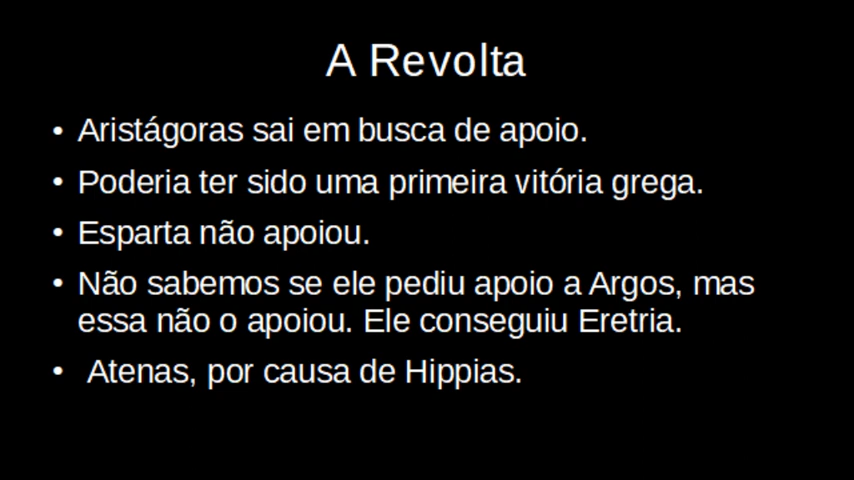 A Revolta
• Aristágoras sai em busca de apoio.
• Poderia ter sido uma primeira vitória grega.
• Esparta não apoiou.
• Não sabemos se ele pediu apoio a Argos, mas
essa não o apoiou. Ele conseguiu Eretria.
• Atenas, por causa de Hippias.